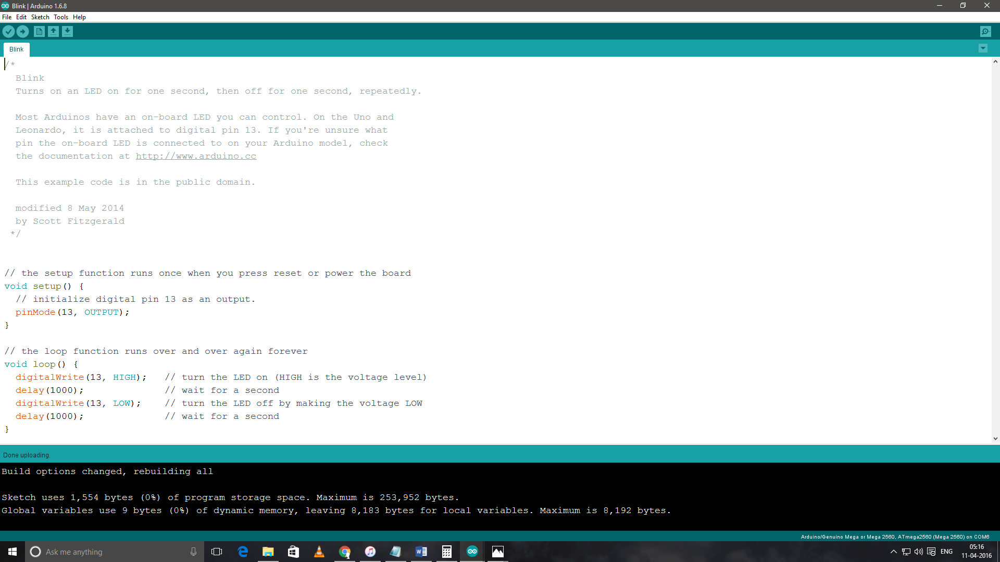 Blink | Arduino 1.6.8
File Edit Sketch Tools Help
Blink
/*
  Blink
  Turns on an LED on for one second, then off for one second, repeatedly.

  Most Arduinos have an on-board LED you can control. On the Uno and
  Leonardo, it is attached to digital pin 13. If you're unsure what
  pin the on-board LED is connected to on your Arduino model, check
  the documentation at http://www.arduino.cc

  This example code is in the public domain.

  modified 8 May 2014
  by Scott Fitzgerald
 */

// the setup function runs once when you press reset or power the board
void setup() {
  // initialize digital pin 13 as an output.
  pinMode(13, OUTPUT);
}

// the loop function runs over and over again forever
void loop() {
  digitalWrite(13, HIGH);   // turn the LED on (HIGH is the voltage level)
  delay(1000);              // wait for a second
  digitalWrite(13, LOW);    // turn the LED off by making the voltage LOW
  delay(1000);              // wait for a second
}
Done uploading.
Build options changed, rebuilding all

Sketch uses 1,554 bytes (0%) of program storage space. Maximum is 253,952 bytes.
Global variables use 9 bytes (0%) of dynamic memory, leaving 8,183 bytes for local variables. Maximum is 8,192 bytes.
Arduino/Genuino Mega or Mega 2560, ATmega2560 (Mega 2560) on COM6
Ask me anything
ENG
05:16
11-04-2016